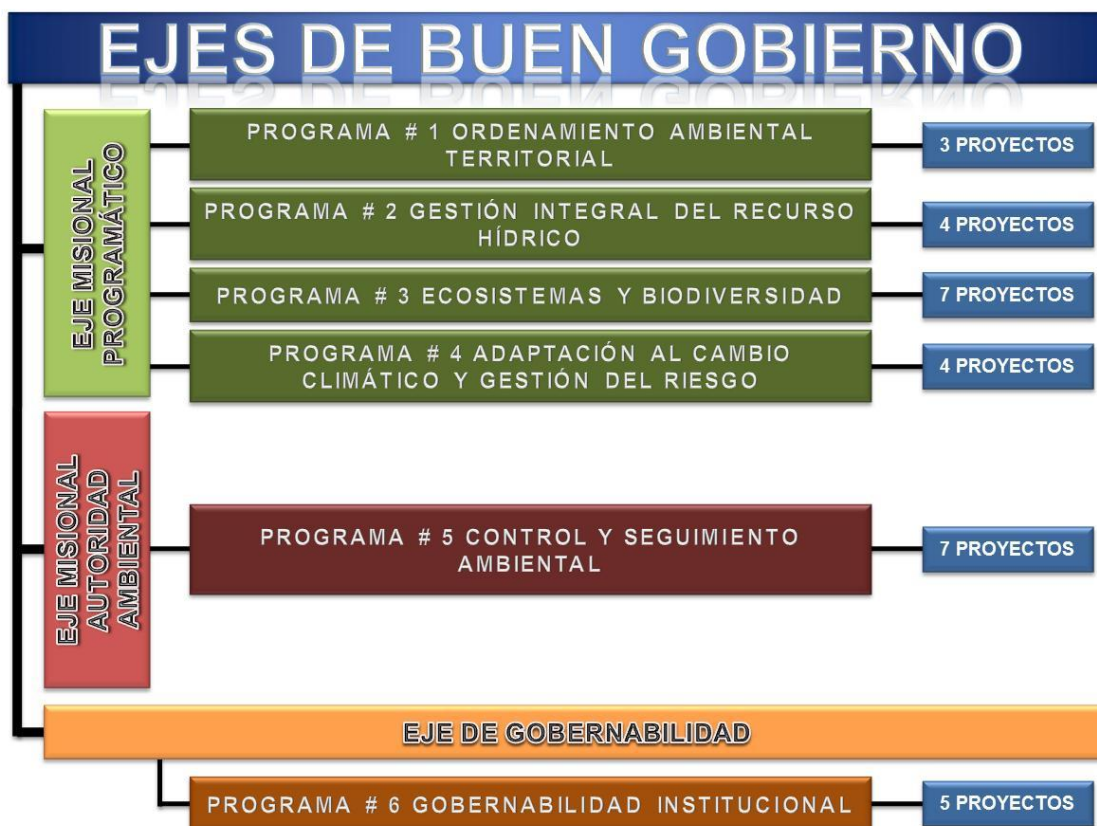 EJES DE BUEN GOBIERNO
EJE MISIONAL
PROGRAMÁTICO
PROGRAMA # 1 ORDENAMIENTO AMBIENTAL
TERRITORIAL
3 PROYECTOS
PROGRAMA # 2 GESTIÓN INTEGRAL DEL RECURSO
HÍDRICO
4 PROYECTOS
PROGRAMA # 3 ECOSISTEMAS Y BIODIVERSIDAD
7 PROYECTOS
PROGRAMA # 4 ADAPTACIÓN AL CAMBIO
CLIMÁTICO Y GESTIÓN DEL RIESGO
4 PROYECTOS
EJE MISIONAL
AUTORIDAD
AMBIENTAL
PROGRAMA # 5 CONTROL Y SEGUIMIENTO
AMBIENTAL
7 PROYECTOS
EJE DE GOBERNABILIDAD
PROGRAMA # 6 GOBERNABILIDAD INSTITUCIONAL
5 PROYECTOS